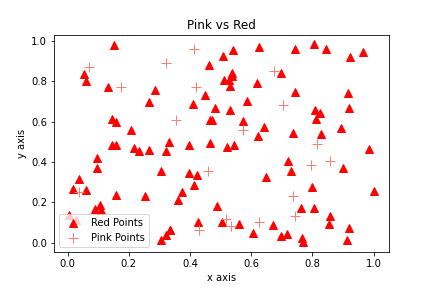 Pink vs Red
1.0
0.8
0.6
0.4
0.2
0.0
y axis
Red Points
Pink Points
0.0 0.2 0.4 0.6 0.8 1.0
x axis